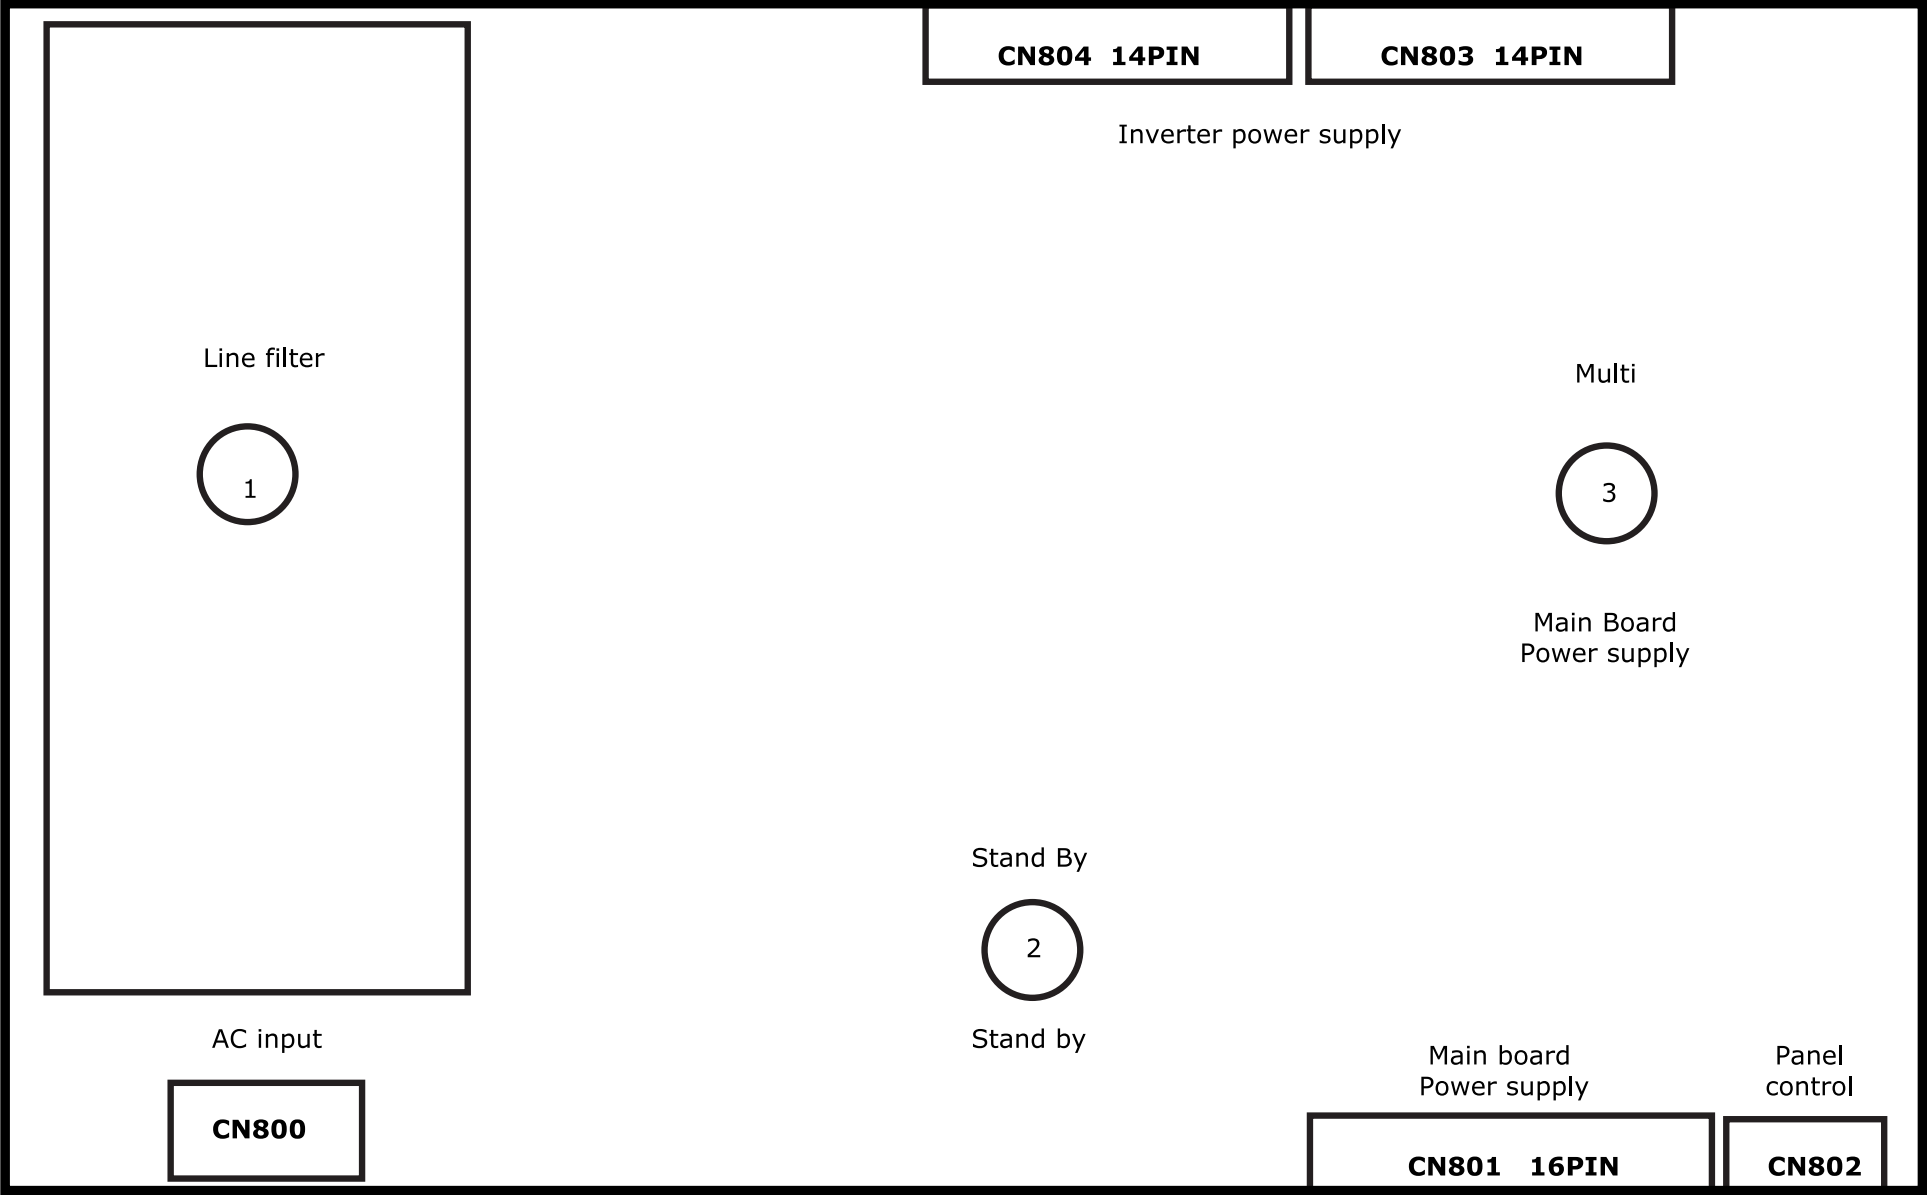 CN804 14PIN
CN803 14PIN
Inverter power supply
Line filter
1
Multi
3
Main Board
Power supply
Stand By
2
Stand by
AC input
CN800
Main board
Power supply
CN801 16PIN
Panel
control
CN802